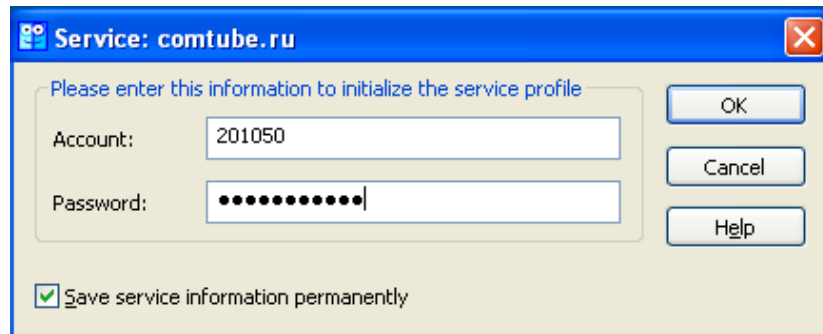 Service: comtube.ru
Please enter this information to initialize the service profile
OK
Account:
201050
Cancel
Password:
●●●●●●●●●●●
Help
Save service information permanently